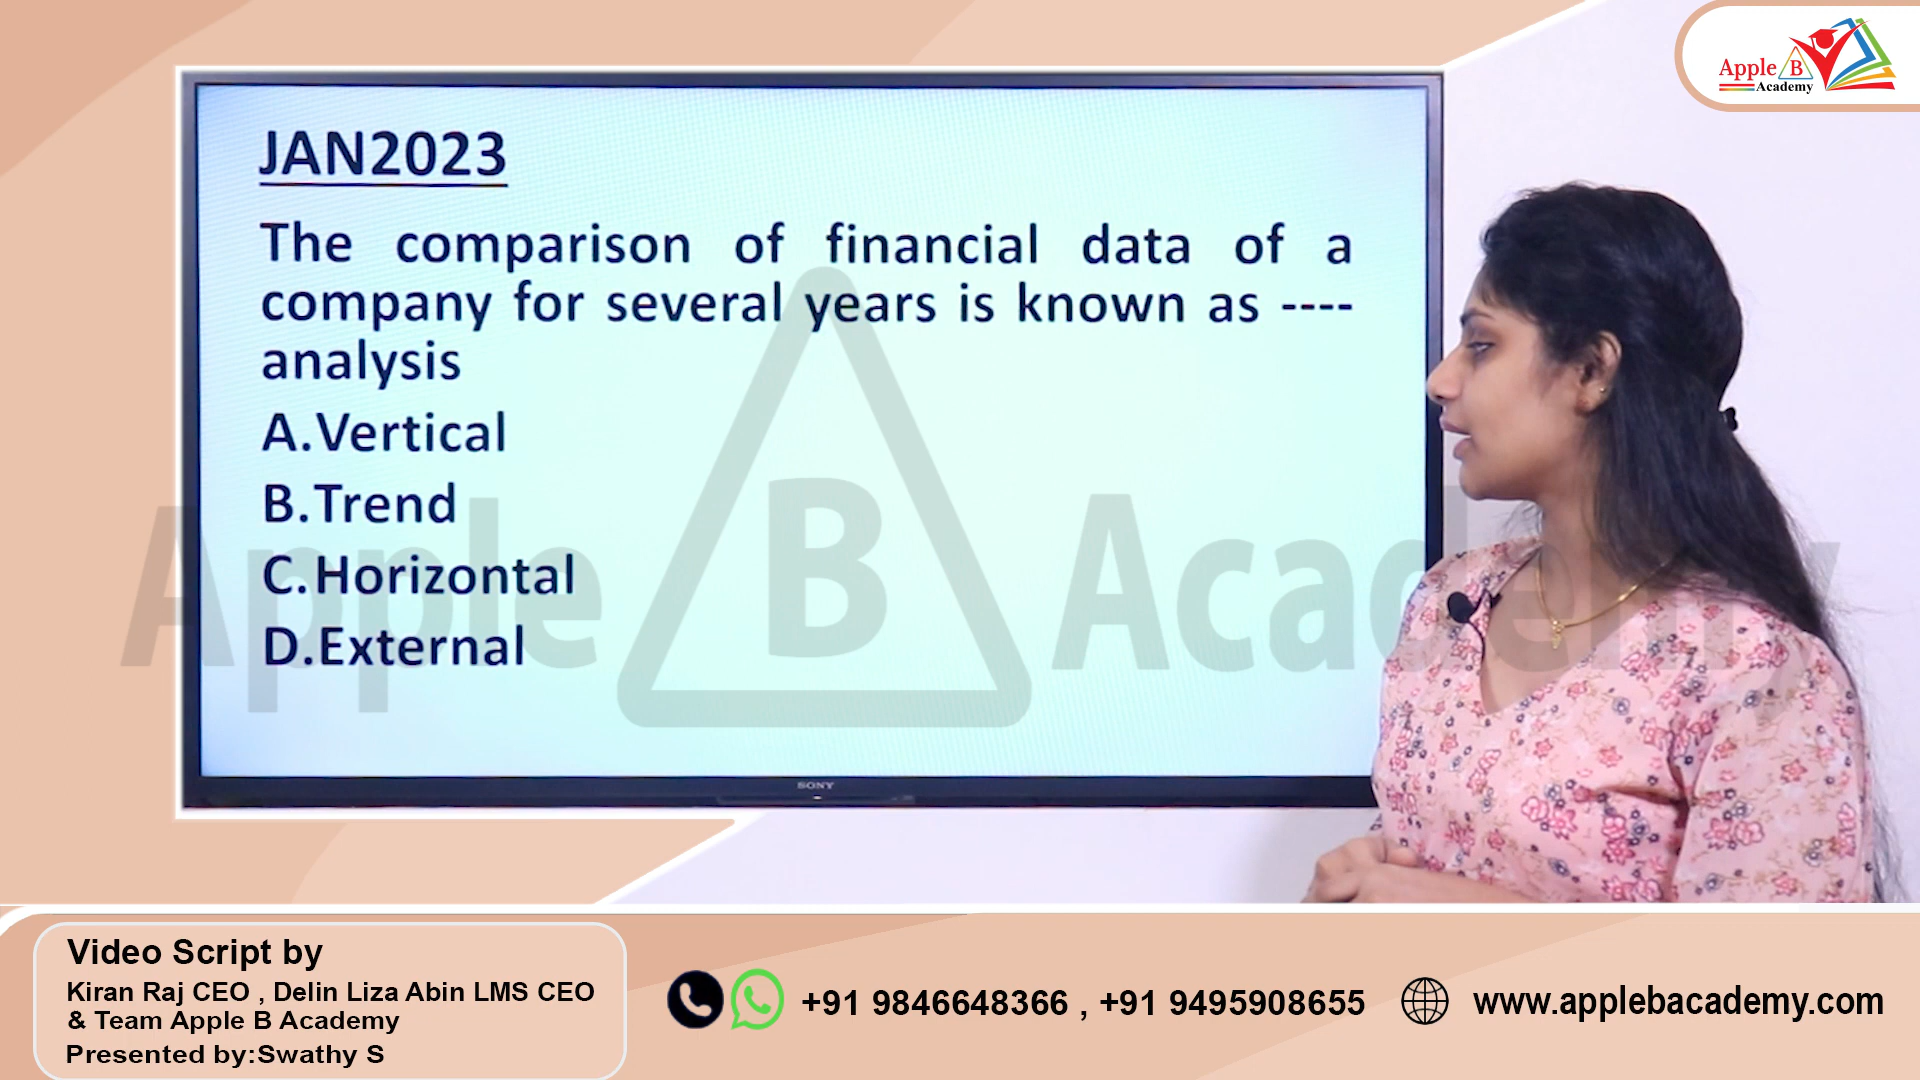 Apple B
Academy
JAN2023
The comparison of financial data of a
company for several years is known as ----
analysis
A.Vertical
B.Trend
C.Horizontal
D.External
Apple B Academy
SONY
Video Script by
Kiran Raj CEO , Delin Liza Abin LMS CEO
& Team Apple B Academy
Presented by:Swathy S
+91 9846648366 , +91 9495908655
www.applebacademy.com